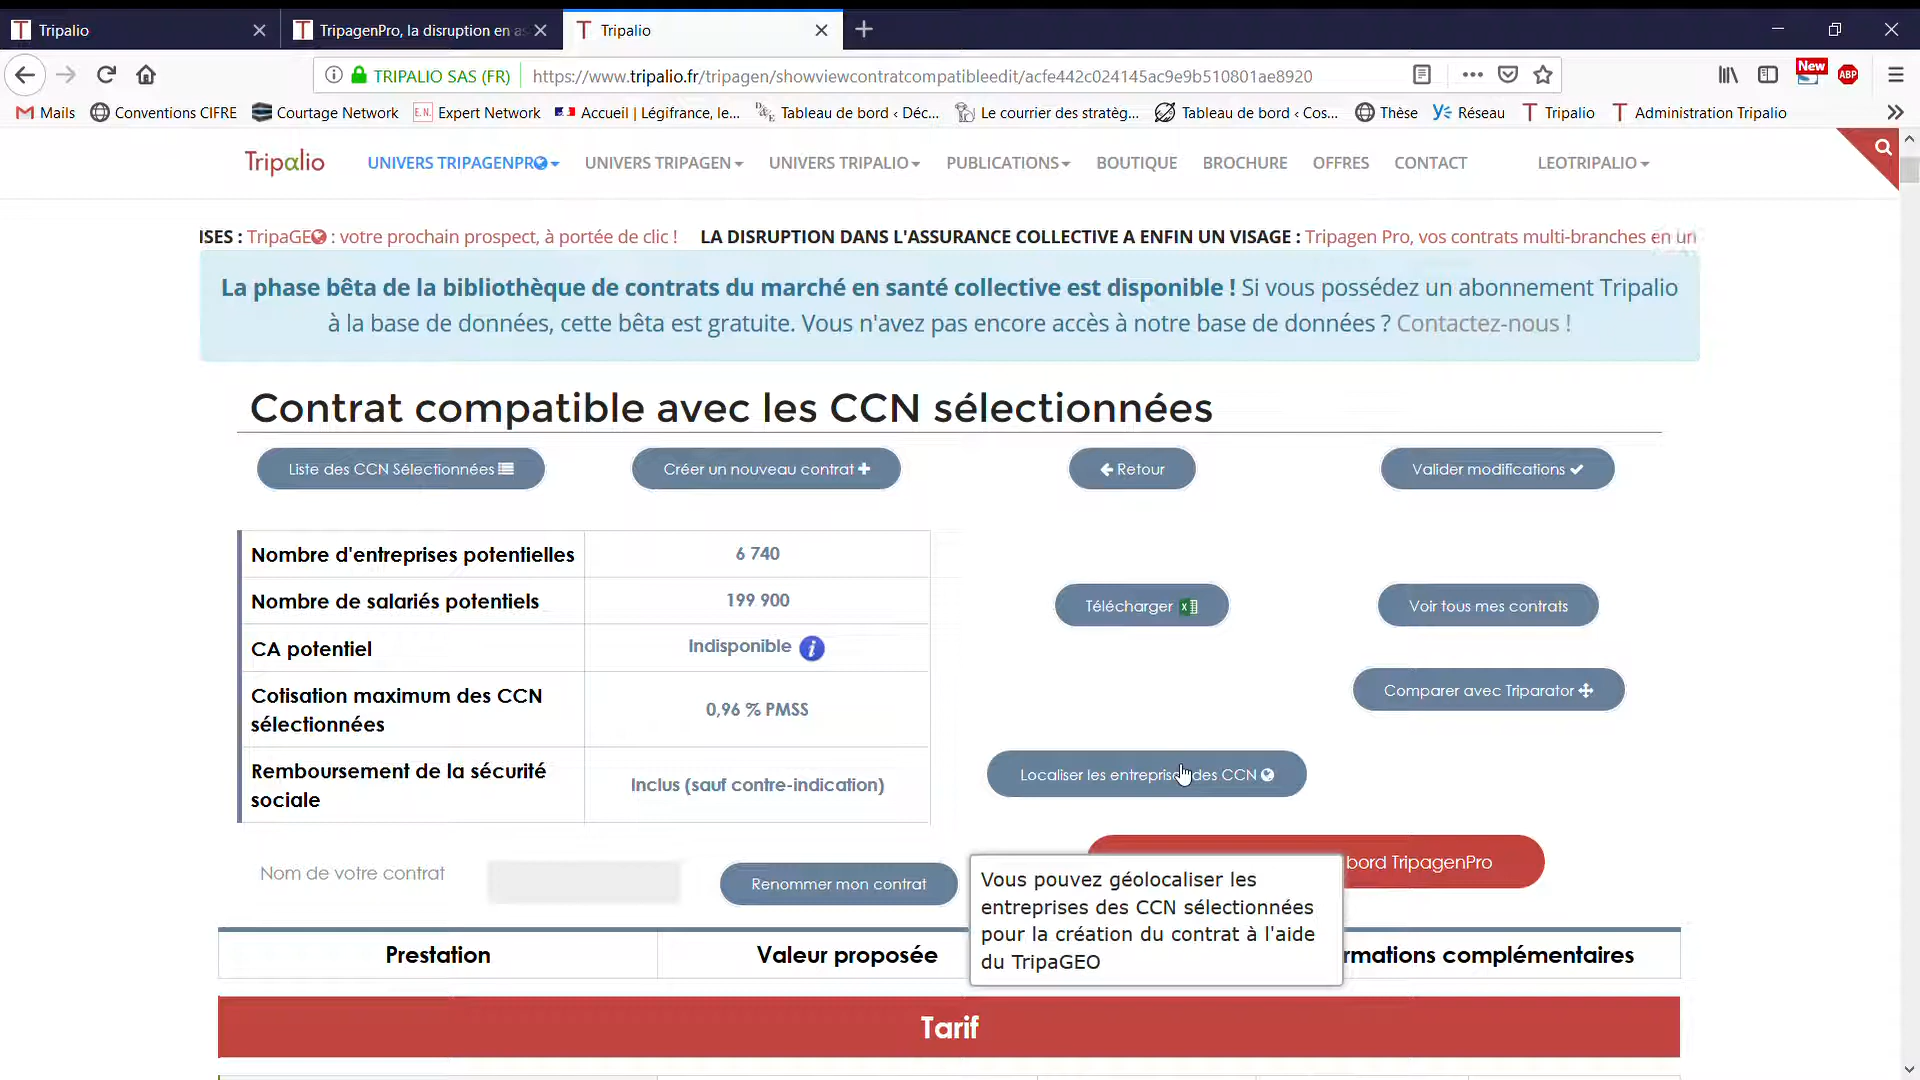 Tripalio
TripagenPro, la disruption en as
Tripalio
TRIPALIO SAS (FR)
https://www.tripalio.fr/tripagen/showviewcontratcompatibleedit/acfe442c024145ac9e9b510801ae8920
New
ABP
Mails
Conventions CIFRE
Courtage Network
E.N. Expert Network
Accueil | Légifrance, le...
Tableau de bord ‹ Déc...
Le courrier des stratèg...
Tableau de bord ‹ Cos...
Thèse
Réseau
Tripalio
Administration Tripalio
Tripalio
UNIVERS TRIPAGENPRO
UNIVERS TRIPAGEN
UNIVERS TRIPALIO
PUBLICATIONS
BOUTIQUE
BROCHURE
OFFRES
CONTACT
LEOTRIPALIO
ISES : TripaGEO : votre prochain prospect, à portée de clic ! LA DISRUPTION DANS L'ASSURANCE COLLECTIVE A ENFIN UN VISAGE : Tripagen Pro, vos contrats multi-branches en un
La phase bêta de la bibliothèque de contrats du marché en santé collective est disponible ! Si vous possédez un abonnement Tripalio
à la base de données, cette bêta est gratuite. Vous n'avez pas encore accès à notre base de données ? Contactez-nous !
Contrat compatible avec les CCN sélectionnées
Liste des CCN Sélectionnées
Créer un nouveau contrat
Retour
Valider modifications
Nombre d'entreprises potentielles
6 740
Nombre de salariés potentiels
199 900
CA potentiel
Indisponible
Cotisation maximum des CCN
sélectionnées
0,96 % PMSS
Remboursement de la sécurité
sociale
Inclus (sauf contre-indication)
Télécharger
Voir tous mes contrats
Comparer avec Triparator
Localiser les entreprises des CCN
bord TripagenPro
Nom de votre contrat
Renommer mon contrat
Vous pouvez géolocaliser les
entreprises des CCN sélectionnées
pour la création du contrat à l'aide
du TripaGEO
Prestation
Valeur proposée
rmations complémentaires
Tarif